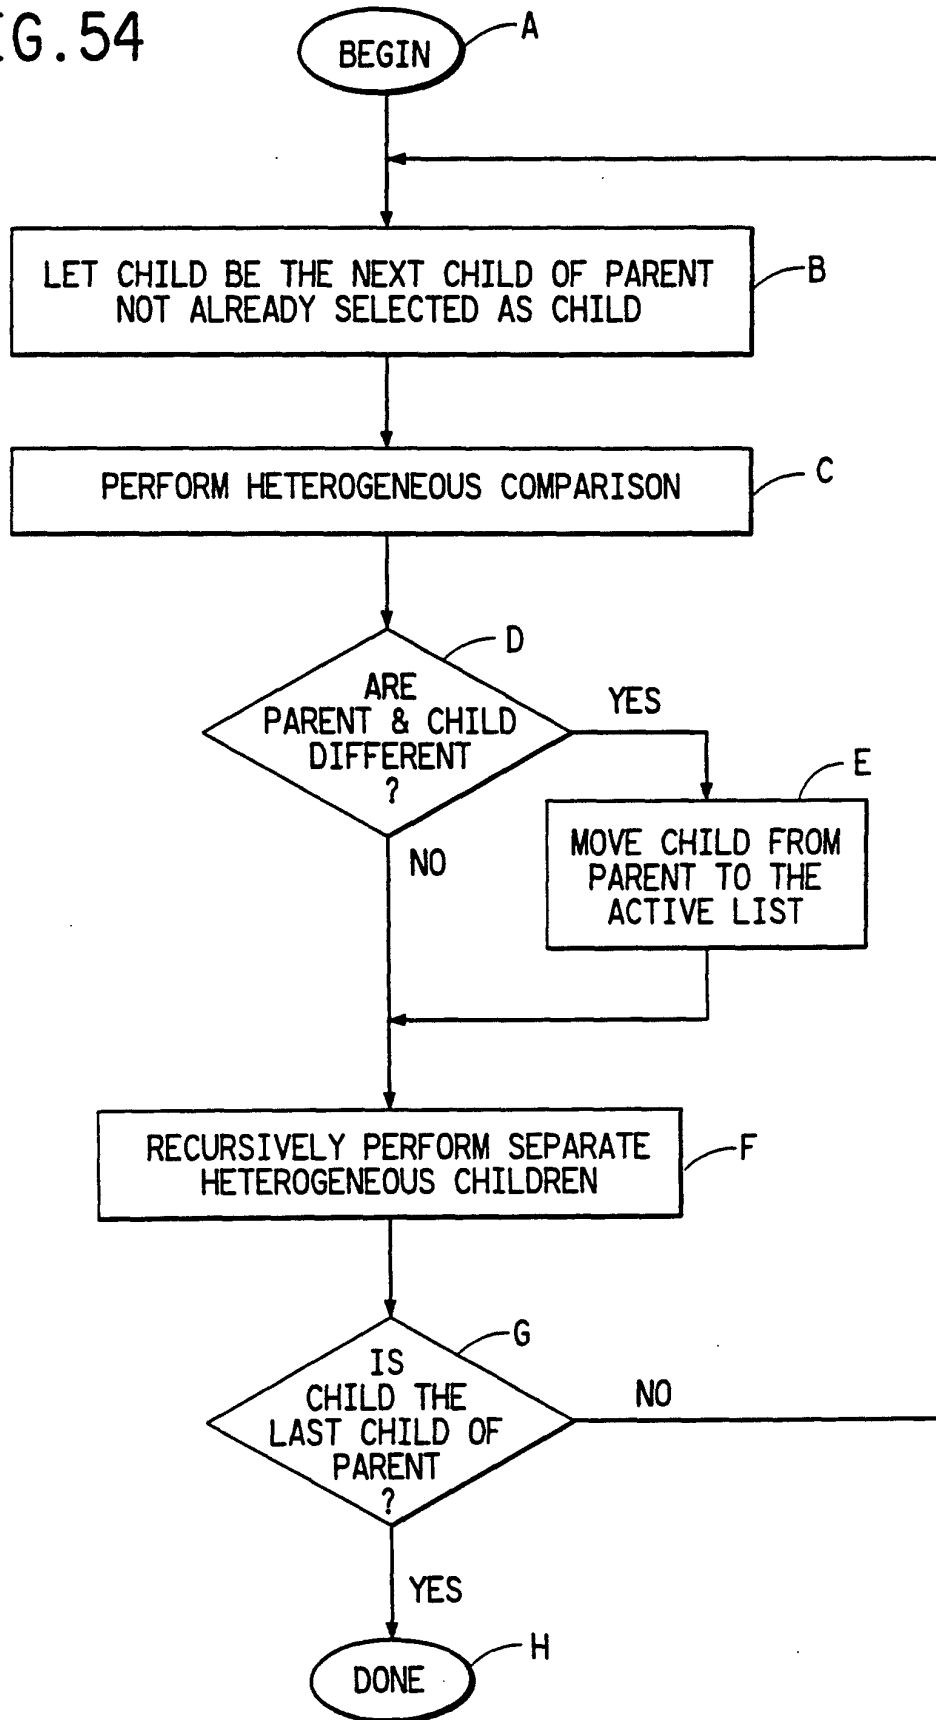 IG.54
BEGIN
A
LET CHILD BE THE NEXT CHILD OF PARENT
NOT ALREADY SELECTED AS CHILD
B
PERFORM HETEROGENEOUS COMPARISON
C
D
ARE
PARENT & CHILD
DIFFERENT
?
YES
NO
E
MOVE CHILD FROM
PARENT TO THE
ACTIVE LIST
RECURSIVELY PERFORM SEPARATE
HETEROGENEOUS CHILDREN
F
G
IS
CHILD THE
LAST CHILD OF
PARENT
?
NO
YES
DONE
H